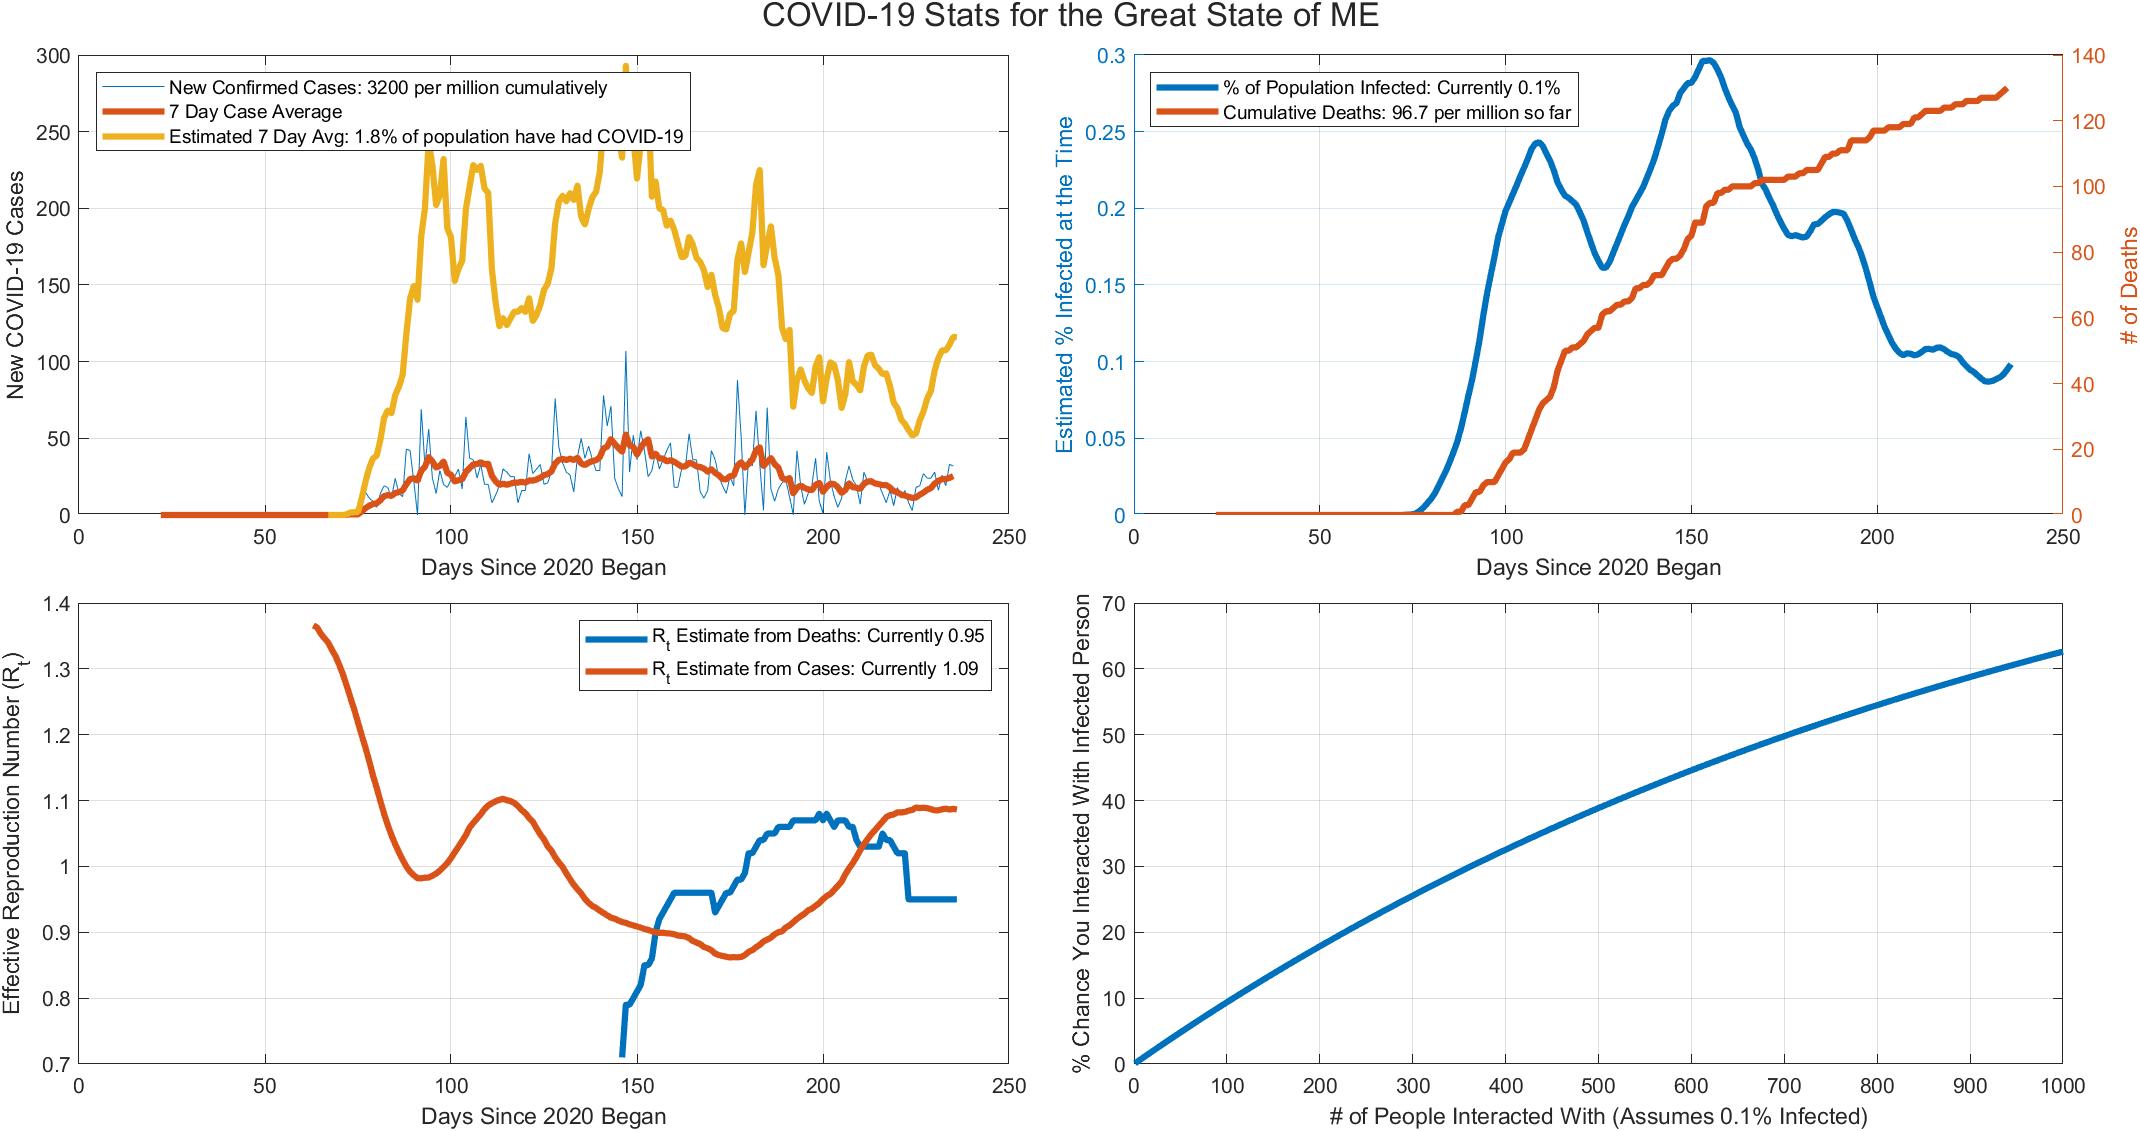 COVID-19 Stats for the Great State of ME
New COVID-19 Cases
300
250
200
150
100
50
0
New Confirmed Cases: 3200 per million cumulatively
7 Day Case Average
Estimated 7 Day Avg: 1.8% of population have had COVID-19
0 50 100 150 200 250
Days Since 2020 Began
Estimated % Infected at the Time
0.3
0.25
0.2
0.15
0.1
0.05
0
% of Population Infected: Currently 0.1%
Cumulative Deaths: 96.7 per million so far
140
120
100
80
60
40
20
0
# of Deaths
0 50 100 150 200 250
Days Since 2020 Began
Effective Reproduction Number (Rt)
1.4
1.3
1.2
1.1
1
0.9
0.8
0.7
Rt Estimate from Deaths: Currently 0.95
Rt Estimate from Cases: Currently 1.09
0 50 100 150 200 250
Days Since 2020 Began
% Chance You Interacted With Infected Person
70
60
50
40
30
20
10
0
0 100 200 300 400 500 600 700 800 900 1000
# of People Interacted With (Assumes 0.1% Infected)